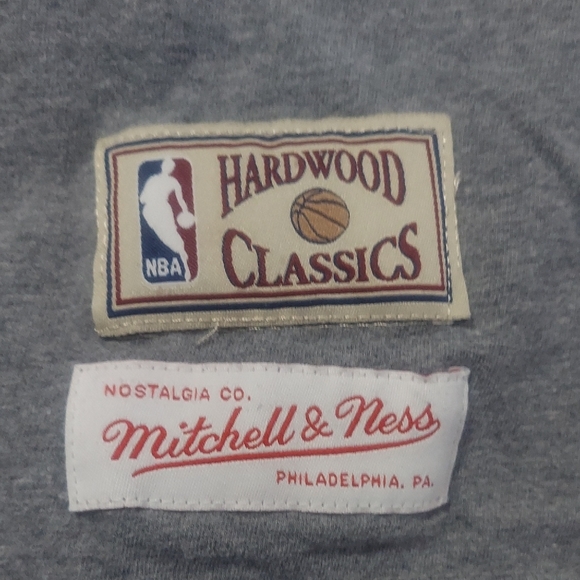 HARDWOOD
CLASSICS
NBA
NOSTALGIA CO.
Mitchell & Ness
PHILADELPHIA, PA.